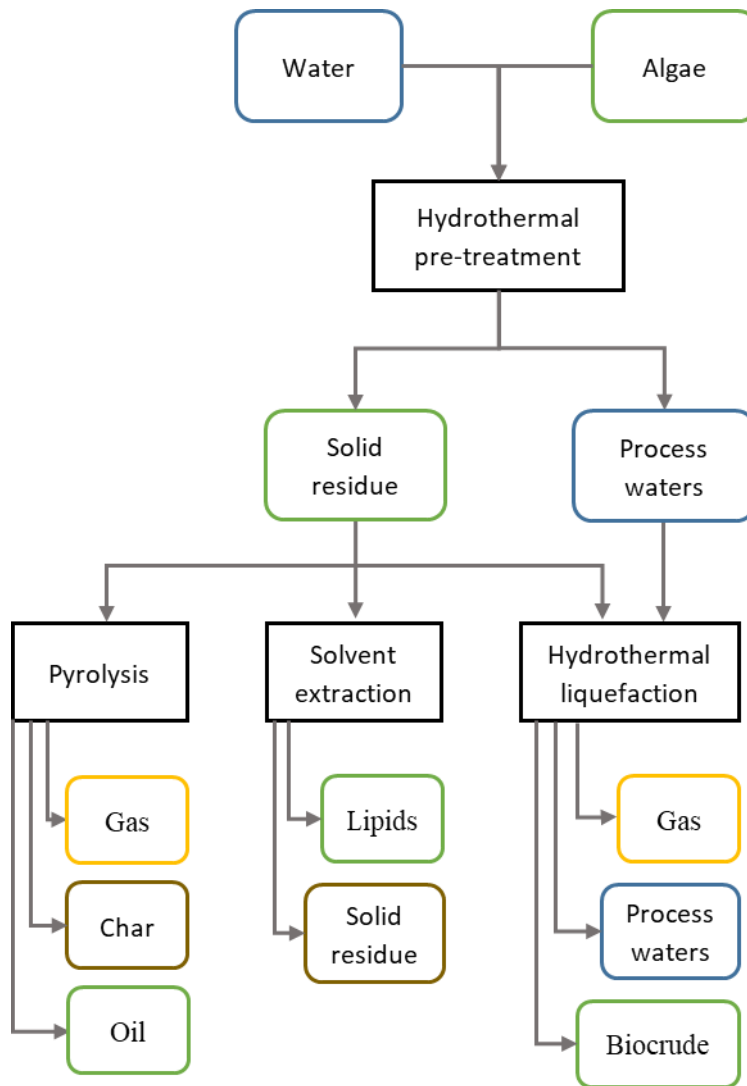 Water
Algae
Hydrothermal
pre-treatment
Solid
residue
Process
waters
Pyrolysis
Solvent
extraction
Hydrothermal
liquefaction
Gas
Char
Oil
Lipids
Solid
residue
Gas
Process
waters
Biocrude